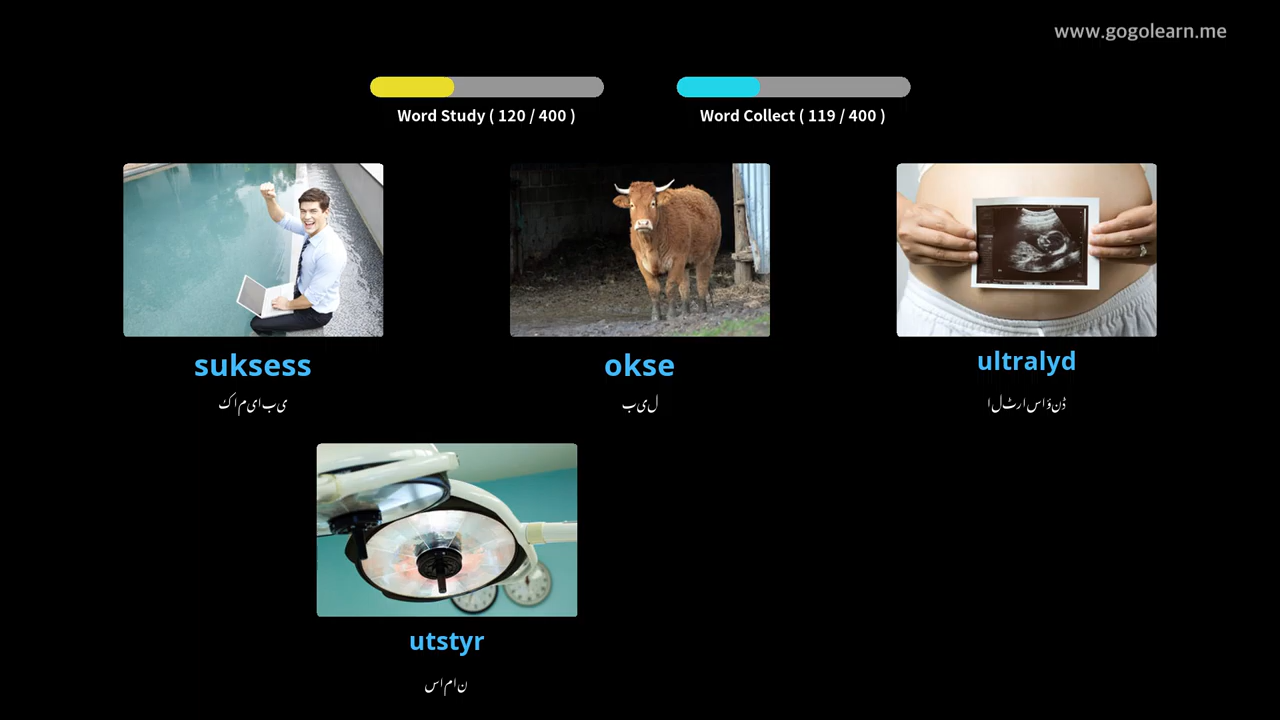 www.gogolearn.me
Word Study ( 120 / 400 )
Word Collect ( 119 / 400 )
suksess
okse
ultralyd
کامیابی
بیل
الٹراساؤنڈ
utstyr
سامان